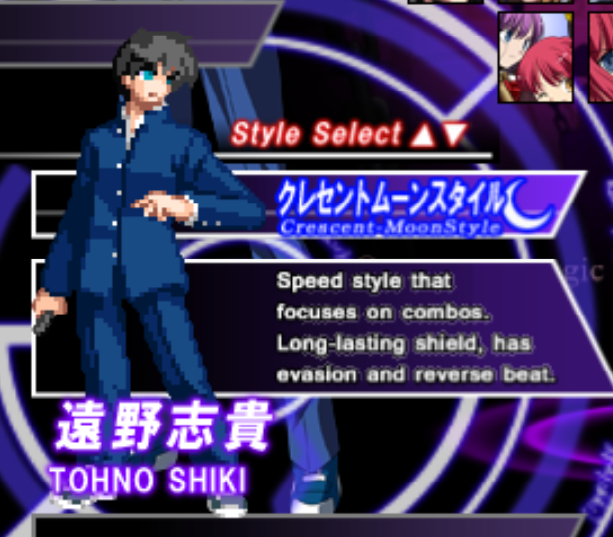 Style Select ▲▼
クレセントムーンスタイル
Crescent-MoonStyle
Speed style that
focuses on combos.
Long-lasting shield, has
evasion and reverse beat.
遠野志貴
TOHNO SHIKI